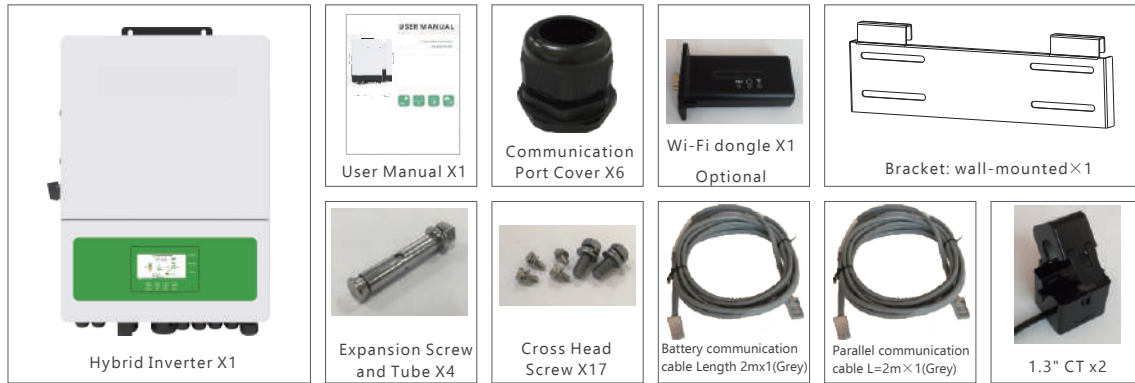 USER MANUAL
User Manual X1
Communication
Port Cover X6
Wi-Fi dongle X1
Optional
Bracket: wall-mounted×1
Hybrid Inverter X1
Expansion Screw
and Tube X4
Cross Head
Screw X17
Battery communication
cable Length 2mx1(Grey)
Parallel communication
cable L=2m×1(Grey)
1.3" CT x2